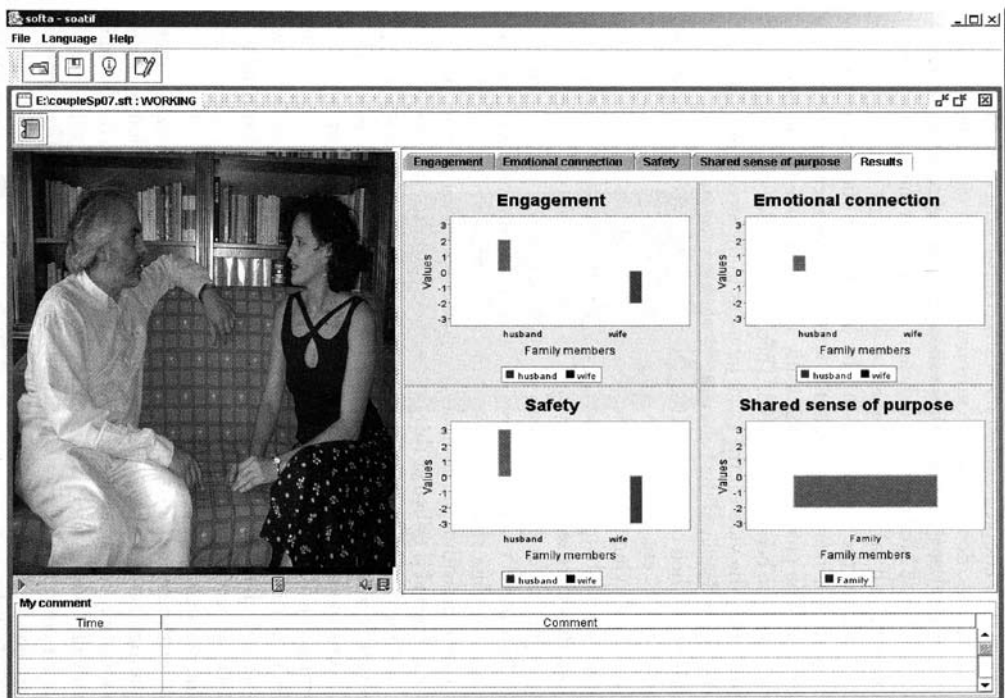 softa - soatil
File Language Help
E:\coupleSp07.sft : WORKING
Engagement Emotional connection Safety Shared sense of purpose Results
Engagement
3
2
1
0
-1
-2
-3
Values
husband wife
Family members
husband wife
Emotional connection
3
2
1
0
-1
-2
-3
Values
husband wife
Family members
husband wife
Safety
3
2
1
0
-1
-2
-3
Values
husband wife
Family members
husband wife
Shared sense of purpose
3
2
1
0
-1
-2
-3
Values
Family
Family members
Family
My comment
Time Comment